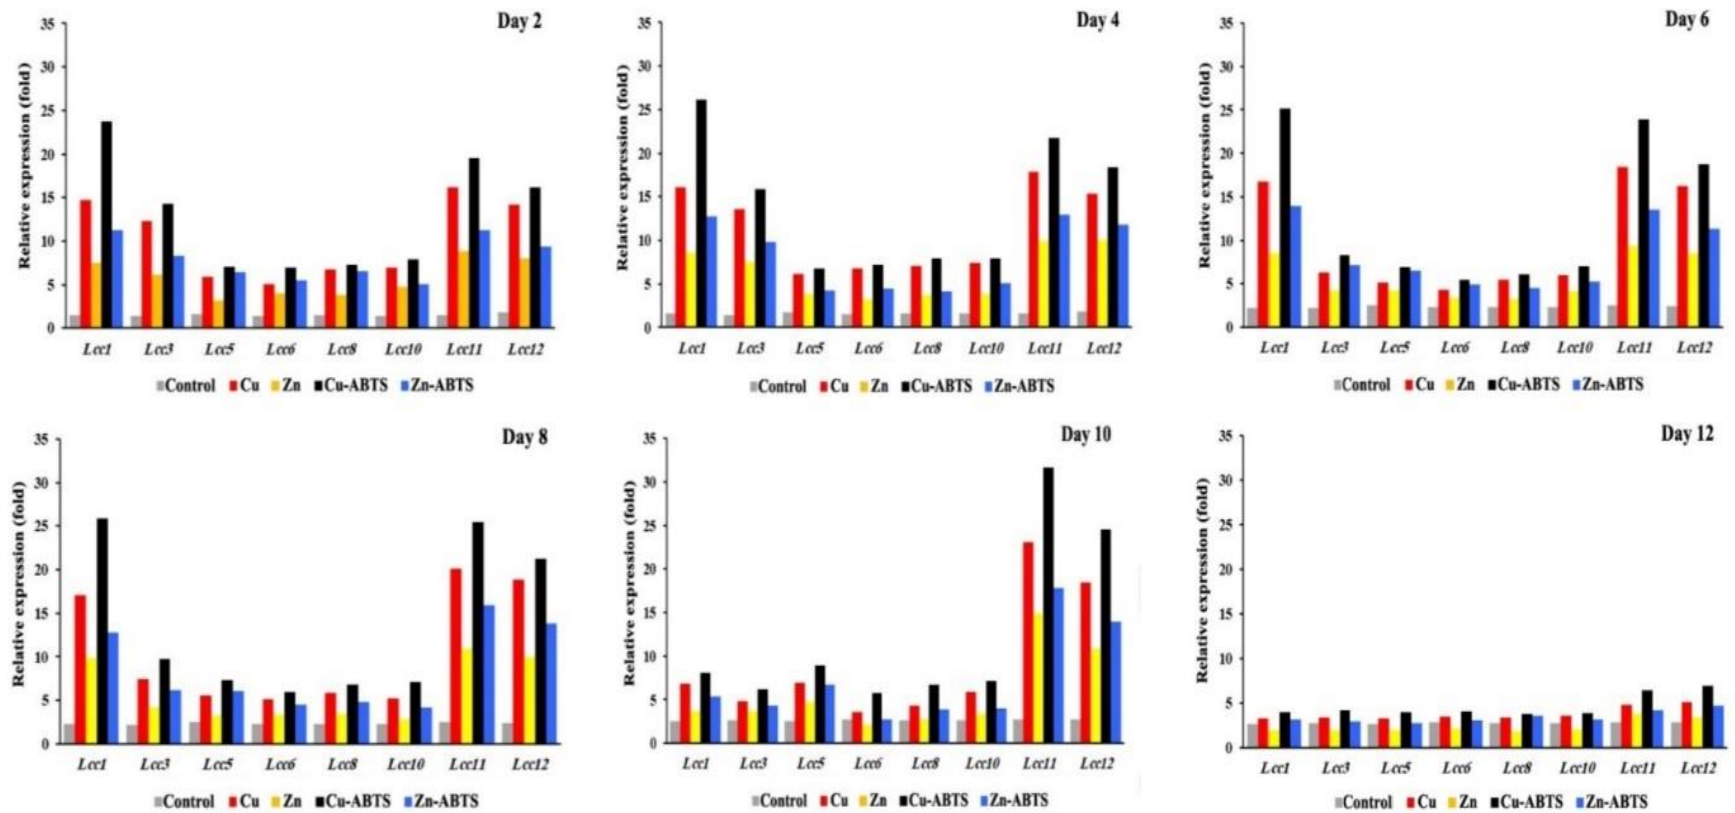 Day 2
Relative expression (fold)
35
30
25
20
15
10
5
0
Lcc1 Lcc3 Lcc5 Lcc6 Lcc8 Lcc10 Lcc11 Lcc12
Control Cu Zn Cu-ABTS Zn-ABTS
Day 4
Relative expression (fold)
35
30
25
20
15
10
5
0
Lcc1 Lcc3 Lcc5 Lcc6 Lcc8 Lcc10 Lcc11 Lcc12
Control Cu Zn Cu-ABTS Zn-ABTS
Day 6
Relative expression (fold)
35
30
25
20
15
10
5
0
Lcc1 Lcc3 Lcc5 Lcc6 Lcc8 Lcc10 Lcc11 Lcc12
Control Cu Zn Cu-ABTS Zn-ABTS
Day 8
Relative expression (fold)
35
30
25
20
15
10
5
0
Lcc1 Lcc3 Lcc5 Lcc6 Lcc8 Lcc10 Lcc11 Lcc12
Control Cu Zn Cu-ABTS Zn-ABTS
Day 10
Relative expression (fold)
35
30
25
20
15
10
5
0
Lcc1 Lcc3 Lcc5 Lcc6 Lcc8 Lcc10 Lcc11 Lcc12
Control Cu Zn Cu-ABTS Zn-ABTS
Day 12
Relative expression (fold)
35
30
25
20
15
10
5
0
Lcc1 Lcc3 Lcc5 Lcc6 Lcc8 Lcc10 Lcc11 Lcc12
Control Cu Zn Cu-ABTS Zn-ABTS